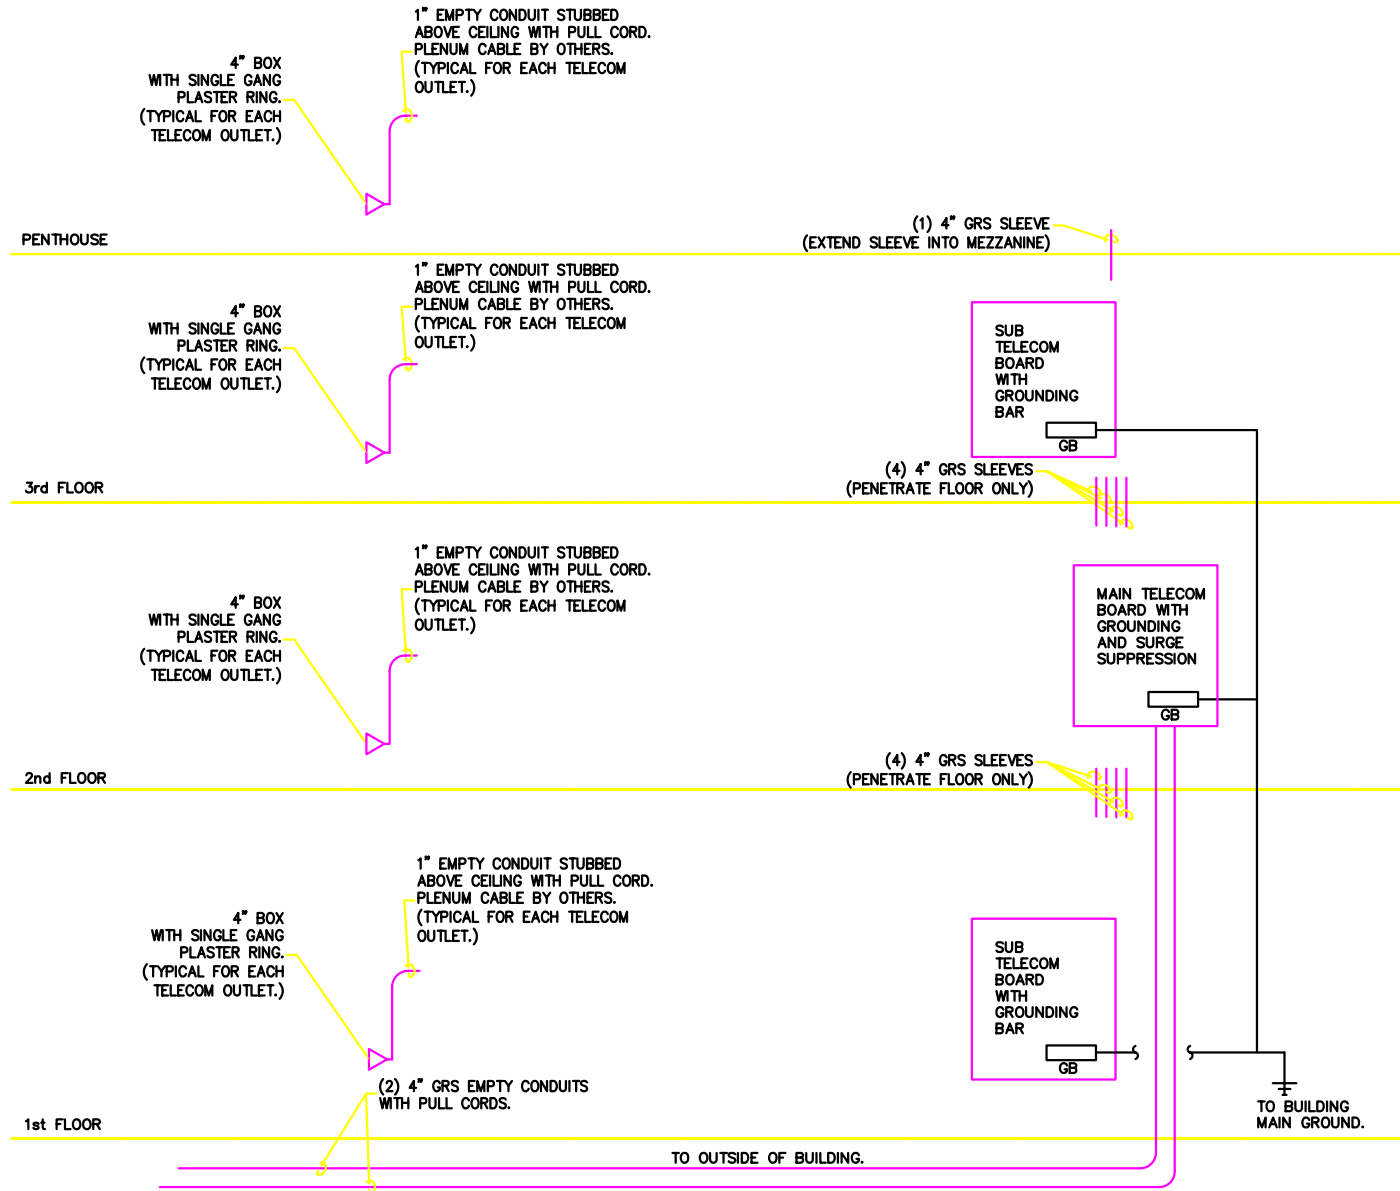 1" EMPTY CONDUIT STUBBED
ABOVE CEILING WITH PULL CORD.
PLENUM CABLE BY OTHERS.
(TYPICAL FOR EACH TELECOM
OUTLET.)
4" BOX
WITH SINGLE GANG
PLASTER RING.
(TYPICAL FOR EACH
TELECOM OUTLET.)
(1) 4" GRS SLEEVE
(EXTEND SLEEVE INTO MEZZANINE)
PENTHOUSE
1" EMPTY CONDUIT STUBBED
ABOVE CEILING WITH PULL CORD.
PLENUM CABLE BY OTHERS.
(TYPICAL FOR EACH TELECOM
OUTLET.)
4" BOX
WITH SINGLE GANG
PLASTER RING.
(TYPICAL FOR EACH
TELECOM OUTLET.)
SUB
TELECOM
BOARD
WITH
GROUNDING
BAR
GB
(4) 4" GRS SLEEVES
(PENETRATE FLOOR ONLY)
3rd FLOOR
1" EMPTY CONDUIT STUBBED
ABOVE CEILING WITH PULL CORD.
PLENUM CABLE BY OTHERS.
(TYPICAL FOR EACH TELECOM
OUTLET.)
4" BOX
WITH SINGLE GANG
PLASTER RING.
(TYPICAL FOR EACH
TELECOM OUTLET.)
MAIN TELECOM
BOARD WITH
GROUNDING
AND SURGE
SUPPRESSION
GB
(4) 4" GRS SLEEVES
(PENETRATE FLOOR ONLY)
2nd FLOOR
1" EMPTY CONDUIT STUBBED
ABOVE CEILING WITH PULL CORD.
PLENUM CABLE BY OTHERS.
(TYPICAL FOR EACH TELECOM
OUTLET.)
4" BOX
WITH SINGLE GANG
PLASTER RING.
(TYPICAL FOR EACH
TELECOM OUTLET.)
SUB
TELECOM
BOARD
WITH
GROUNDING
BAR
GB
(2) 4" GRS EMPTY CONDUITS
WITH PULL CORDS.
TO BUILDING
MAIN GROUND.
1st FLOOR
TO OUTSIDE OF BUILDING.